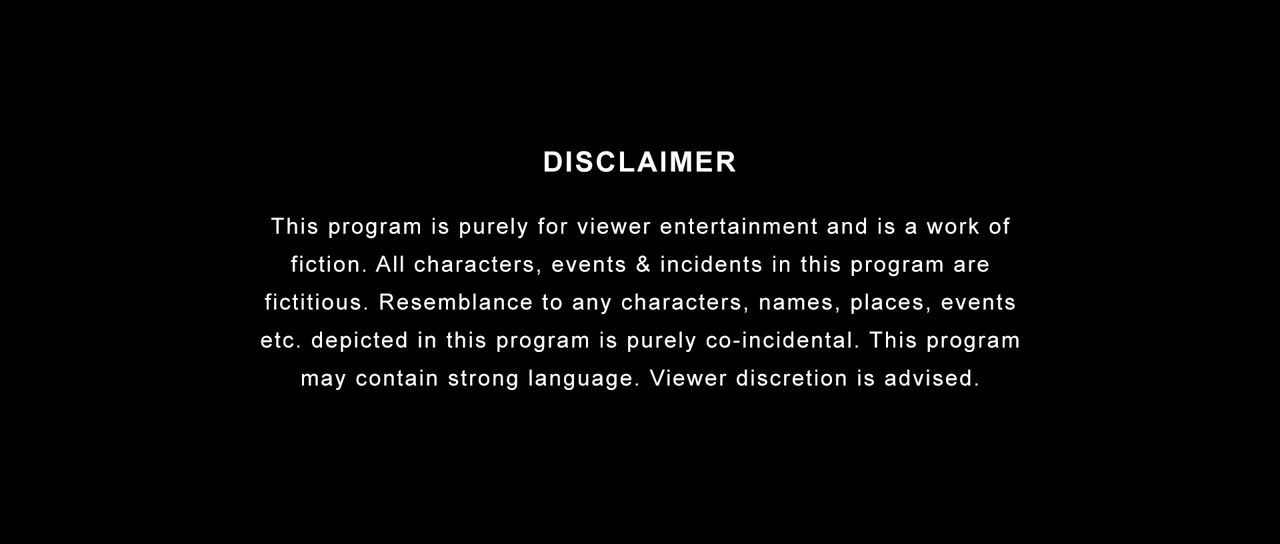 DISCLAIMER
This program is purely for viewer entertainment and is a work of
fiction. All characters, events & incidents in this program are
fictitious. Resemblance to any characters, names, places, events
etc. depicted in this program is purely co-incidental. This program
may contain strong language. Viewer discretion is advised.